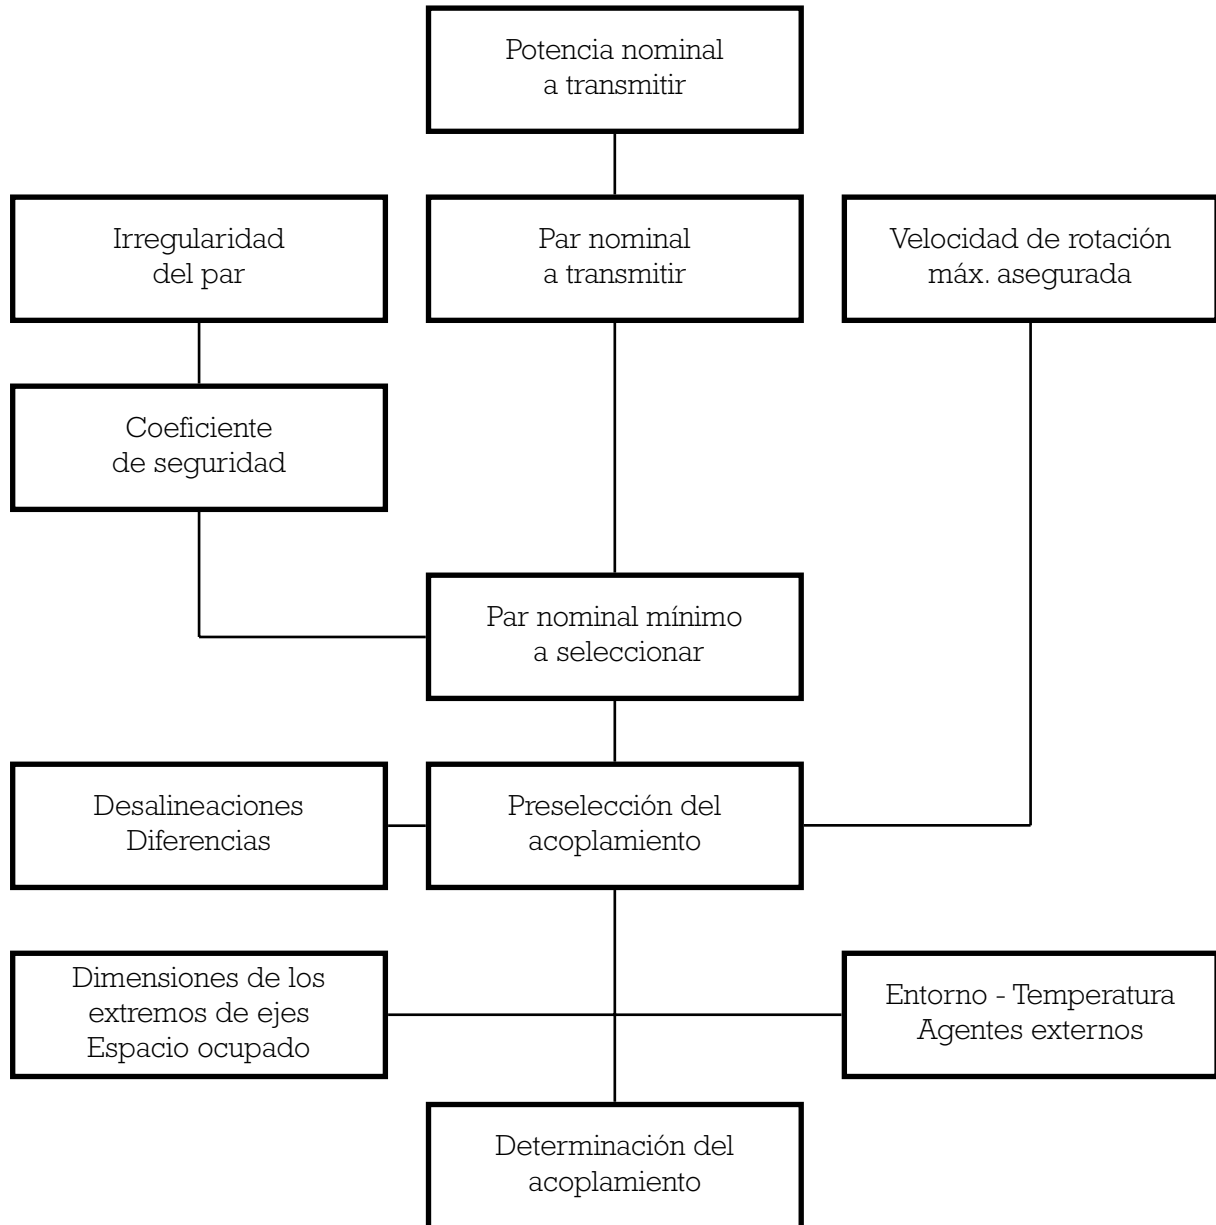 Potencia nominal
a transmitir
Irregularidad
del par
Par nominal
a transmitir
Velocidad de rotación
máx. asegurada
Coeficiente
de seguridad
Par nominal mínimo
a seleccionar
Desalineaciones
Diferencias
Preselección del
acoplamiento
Dimensiones de los
extremos de ejes
Espacio ocupado
Entorno - Temperatura
Agentes externos
Determinación del
acoplamiento